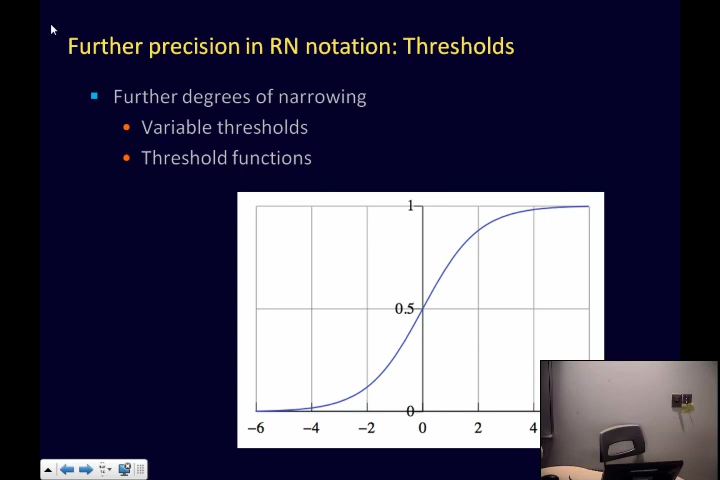 Further precision in RN notation: Thresholds
Further degrees of narrowing
Variable thresholds
Threshold functions
1
0.5
0
−6 −4 −2 0 2 4